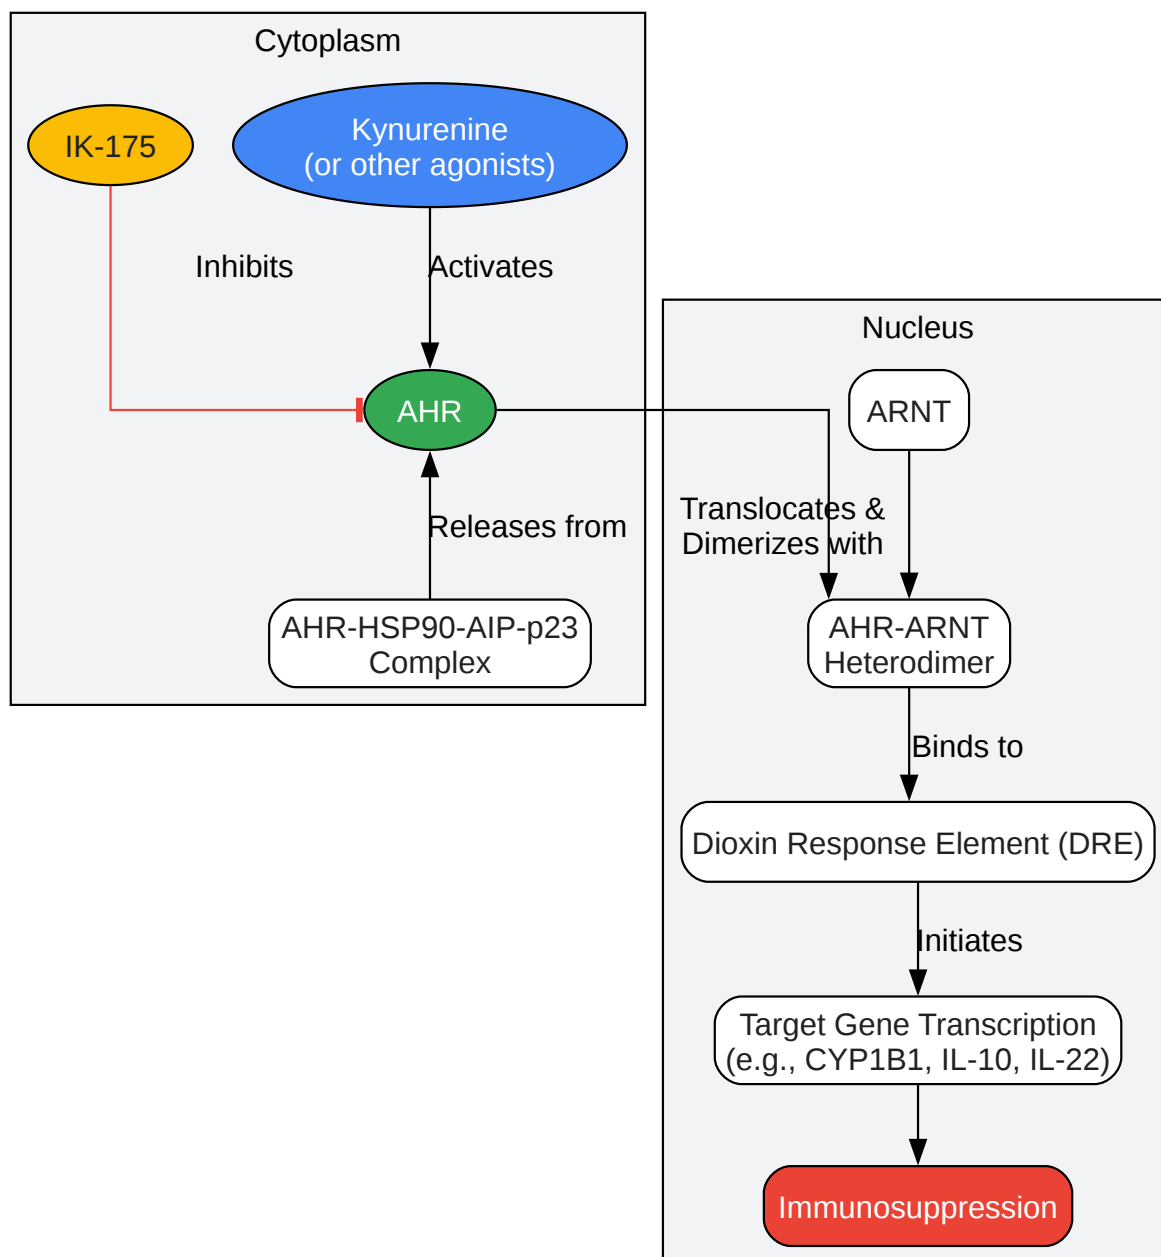 Cytoplasm
IK-175
Kynurenine
(or other agonists)
Inhibits
Activates
AHR
Releases from
AHR-HSP90-AIP-p23
Complex
Nucleus
ARNT
Translocates &
Dimerizes with
AHR-ARNT
Heterodimer
Binds to
Dioxin Response Element (DRE)
Initiates
Target Gene Transcription
(e.g., CYP1B1, IL-10, IL-22)
Immunosuppression